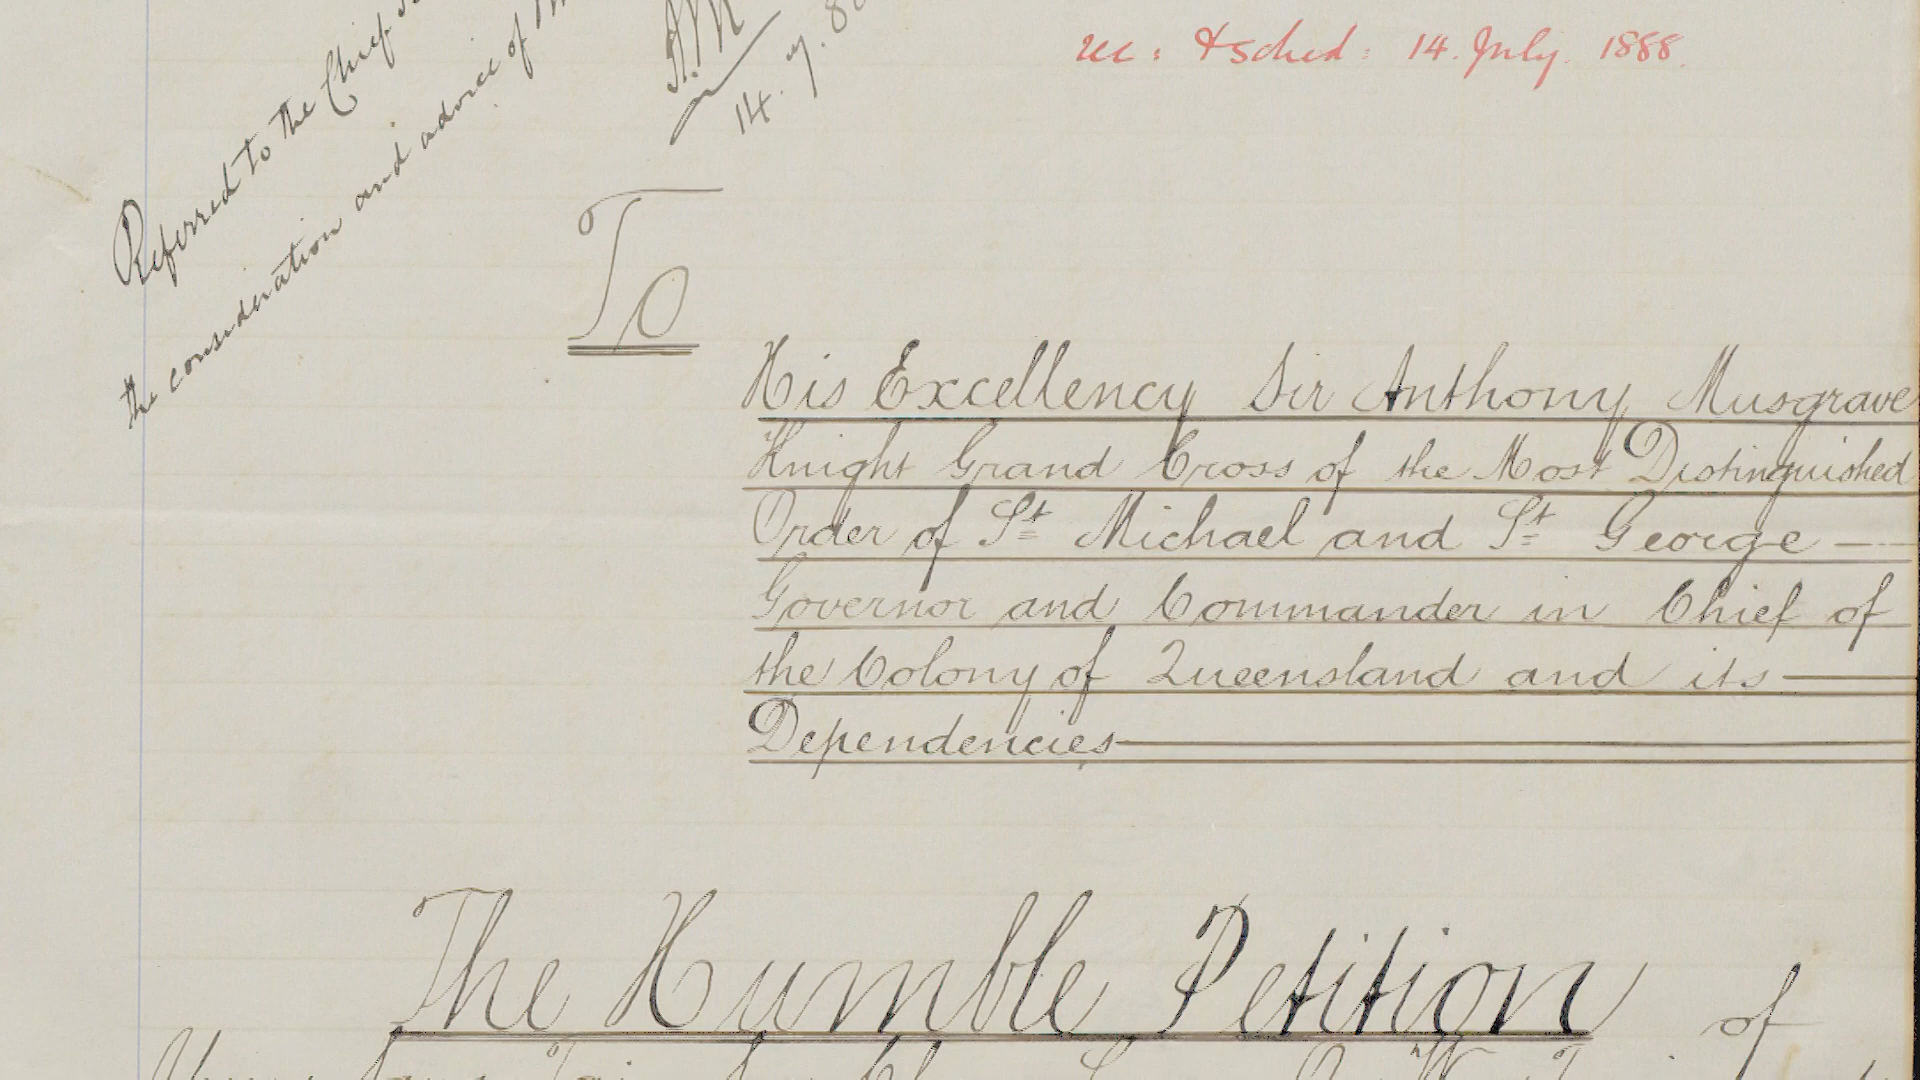 Referred to the Chief
the consideration and advice of
A.M
14.7.8
rec: & sched: 14. July. 1888.
To
His Excellency Sir Anthony Musgrave
Knight Grand Cross of the Most Distinguished
Order of St Michael and St George —
Governor and Commander in Chief of
the Colony of Queensland and its —
Dependencies —
The Humble Petition of